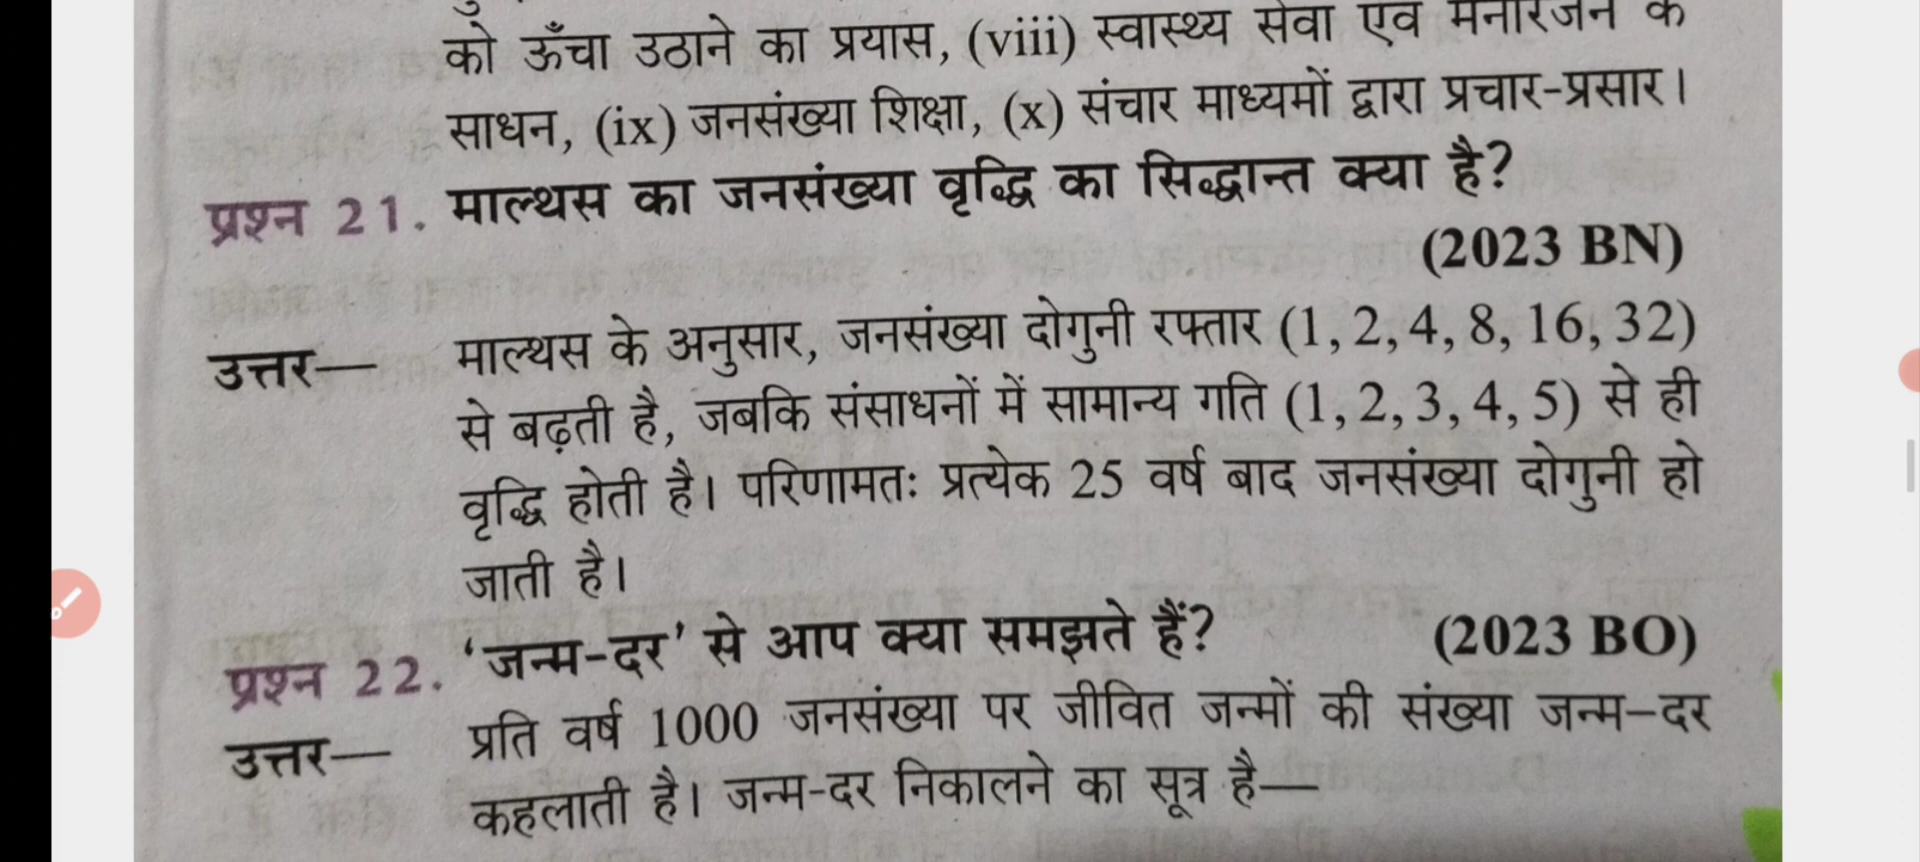 को ऊँचा उठाने का प्रयास, (viii) स्वास्थ्य सेवा एवं मनोरंजन के
साधन, (ix) जनसंख्या शिक्षा, (x) संचार माध्यमों द्वारा प्रचार-प्रसार।
प्रश्न 21. माल्थस का जनसंख्या वृद्धि का सिद्धान्त क्या है?
(2023 BN)
उत्तर— माल्थस के अनुसार, जनसंख्या दोगुनी रफ्तार (1, 2, 4, 8, 16, 32)
से बढ़ती है, जबकि संसाधनों में सामान्य गति (1, 2, 3, 4, 5) से ही
वृद्धि होती है। परिणामतः प्रत्येक 25 वर्ष बाद जनसंख्या दोगुनी हो
जाती है।
प्रश्न 22. 'जन्म-दर' से आप क्या समझते हैं? (2023 BO)
उत्तर— प्रति वर्ष 1000 जनसंख्या पर जीवित जन्मों की संख्या जन्म-दर
कहलाती है। जन्म-दर निकालने का सूत्र है—